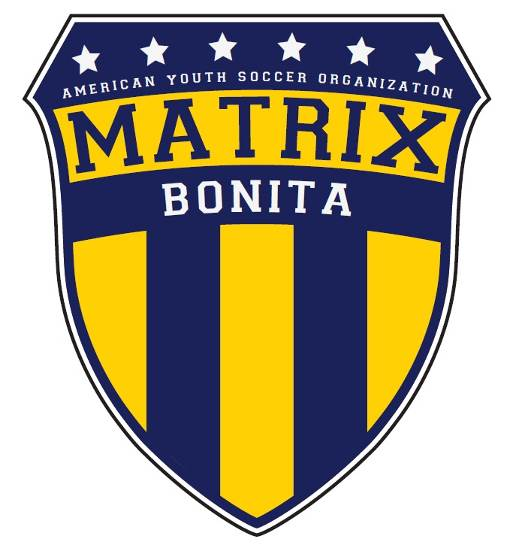 AMERICAN YOUTH SOCCER ORGANIZATION
MATRIX
BONITA